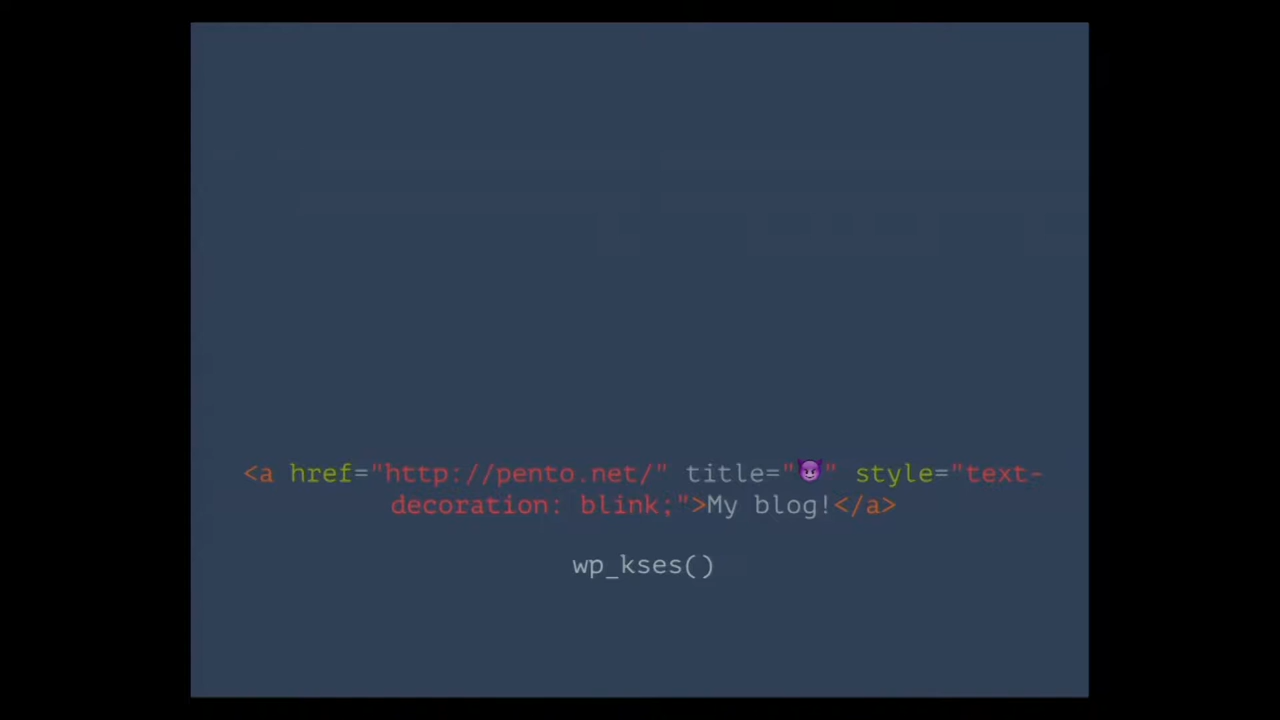 <a href="http://pento.net/" title="😈" style="text-
decoration: blink;">My blog!</a>
wp_kses()